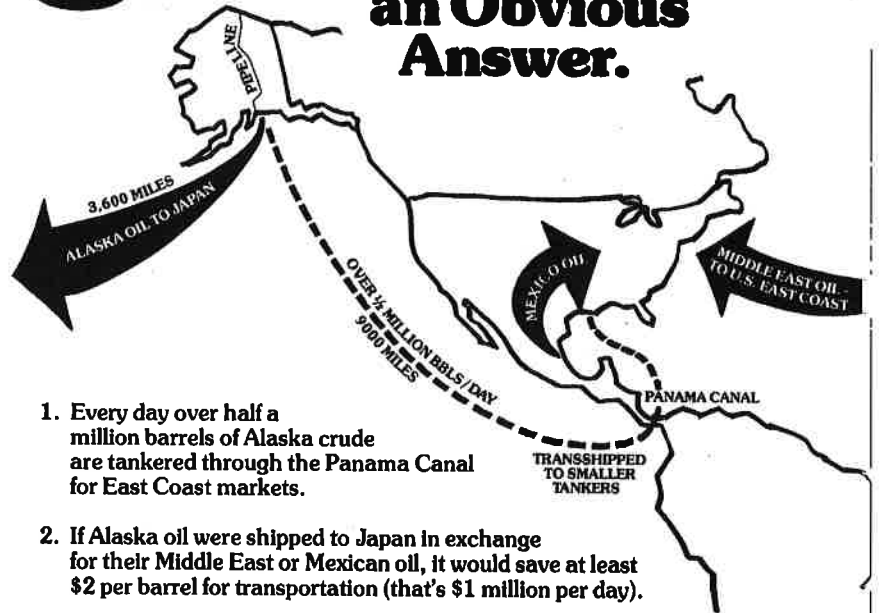 an Obvious
Answer.
PIPELINE
3,600 MILES
ALASKA OIL TO JAPAN
OVER ½ MILLION BBLS/DAY
9000 MILES
MEXICO OIL
MIDDLE EAST OIL -
TO U.S. EAST COAST
PANAMA CANAL
TRANSSHIPPED
TO SMALLER
TANKERS
1. Every day over half a
million barrels of Alaska crude
are tankered through the Panama Canal
for East Coast markets.
2. If Alaska oil were shipped to Japan in exchange
for their Middle East or Mexican oil, it would save at least
$2 per barrel for transportation (that's $1 million per day).